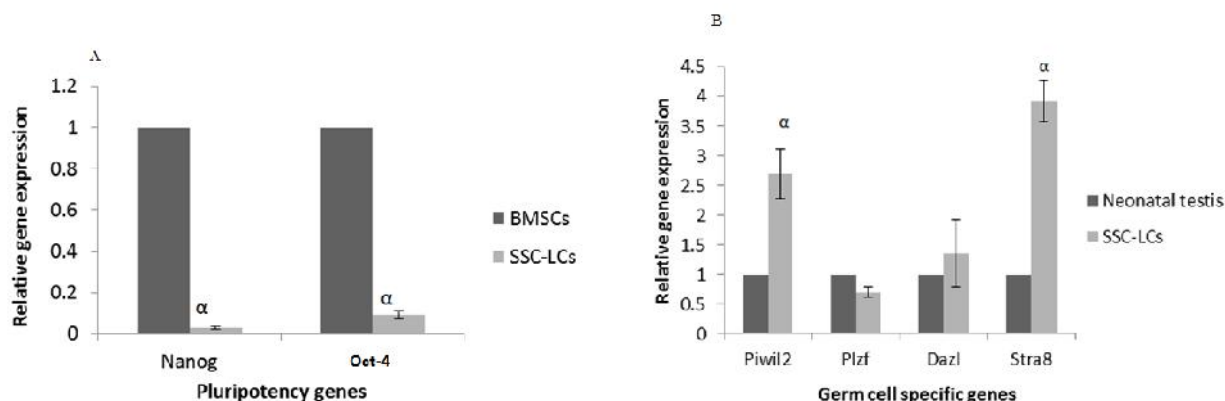 A
Relative gene expression
1.2
1
0.8
0.6
0.4
0.2
0
α
α
Nanog
Oct-4
Pluripotency genes
BMSCs
SSC-LCs
B
Relative gene expression
4.5
4
3.5
3
2.5
2
1.5
1
0.5
0
α
α
Piwil2
Plzf
Dazl
Stra8
Germ cell specific genes
Neonatal testis
SSC-LCs